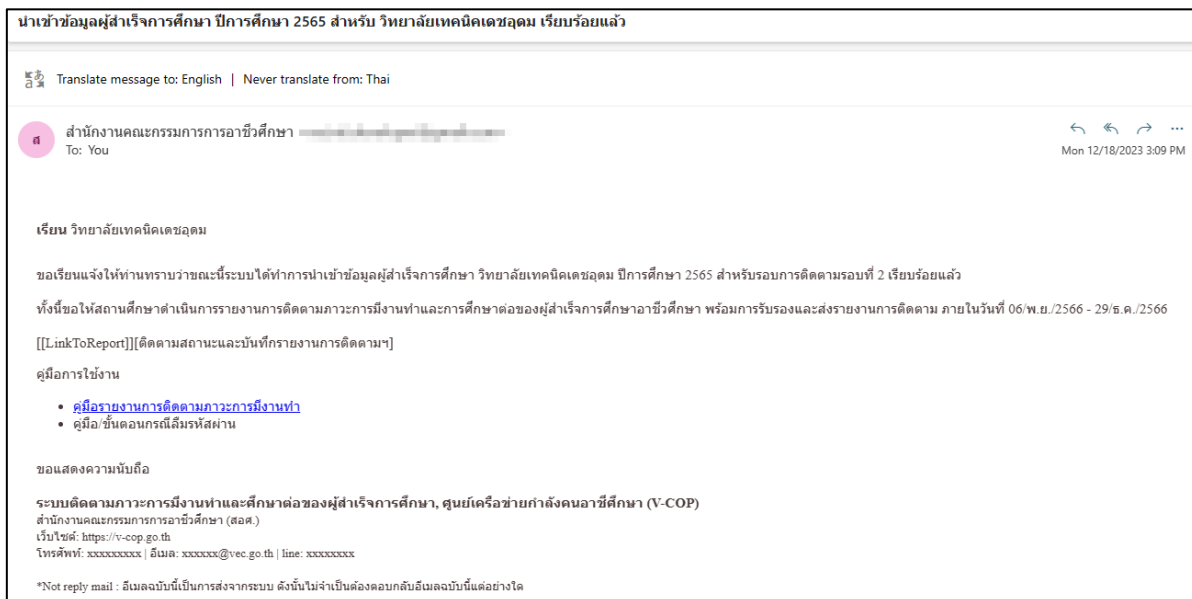 นำเข้าข้อมูลผู้สำเร็จการศึกษา ปีการศึกษา 2565 สำหรับ วิทยาลัยเทคนิคเดชอุดม เรียบร้อยแล้ว
Translate message to: English | Never translate from: Thai
ส
สำนักงานคณะกรรมการการอาชีวศึกษา
To: You
Mon 12/18/2023 3:09 PM
เรียน วิทยาลัยเทคนิคเดชอุดม
ขอเรียนแจ้งให้ท่านทราบว่าขณะนี้ระบบได้ทำการนำเข้าข้อมูลผู้สำเร็จการศึกษา วิทยาลัยเทคนิคเดชอุดม ปีการศึกษา 2565 สำหรับรอบการติดตามรอบที่ 2 เรียบร้อยแล้ว
ทั้งนี้ขอให้สถานศึกษาดำเนินการรายงานการติดตามภาวะการมีงานทำและการศึกษาต่อของผู้สำเร็จการศึกษาอาชีวศึกษา พร้อมการรับรองและส่งรายงานการติดตาม ภายในวันที่ 06/พ.ย./2566 - 29/ธ.ค./2566
[[LinkToReport]][ติดตามสถานะและบันทึกรายงานการติดตามฯ]
คู่มือการใช้งาน
• คู่มือรายงานการติดตามภาวะการมีงานทำ
• คู่มือ/ขั้นตอนกรณีลืมรหัสผ่าน
ขอแสดงความนับถือ
ระบบติดตามภาวะการมีงานทำและศึกษาต่อของผู้สำเร็จการศึกษา, ศูนย์เครือข่ายกำลังคนอาชีศึกษา (V-COP)
สำนักงานคณะกรรมการการอาชีวศึกษา (สอศ.)
เว็บไซต์: https://v-cop.go.th
โทรศัพท์: xxxxxxxxx | อีเมล: xxxxxx@vec.go.th | line: xxxxxxxx
*Not reply mail : อีเมลฉบับนี้เป็นการส่งจากระบบ ดังนั้นไม่จำเป็นต้องตอบกลับอีเมลฉบับนี้แต่อย่างใด